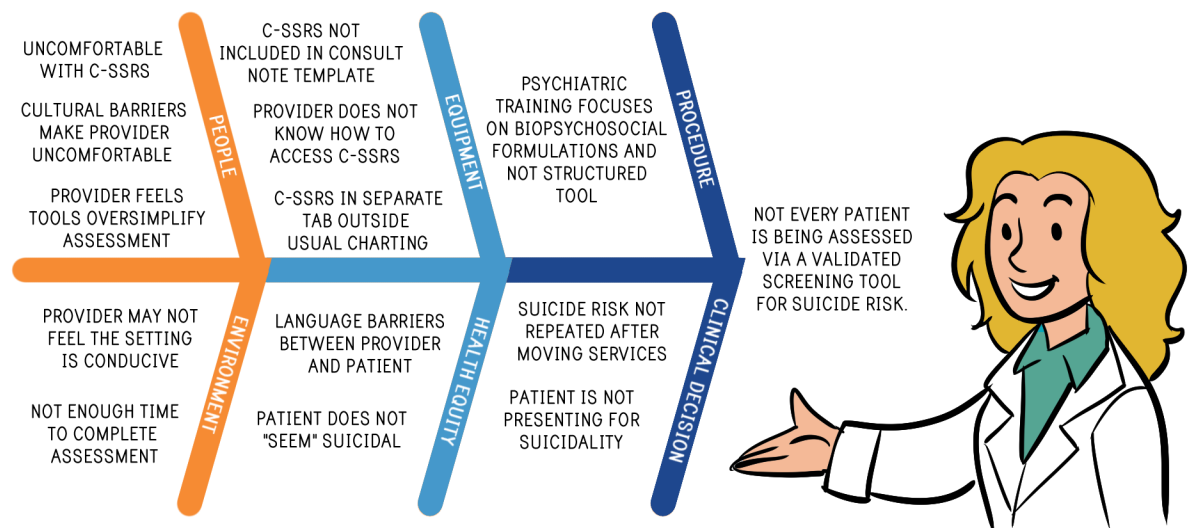 UNCOMFORTABLE
WITH C-SSRS
CULTURAL BARRIERS
MAKE PROVIDER
UNCOMFORTABLE
PROVIDER FEELS
TOOLS OVERSIMPLIFY
ASSESSMENT
PEOPLE
C-SSRS NOT
INCLUDED IN CONSULT
NOTE TEMPLATE
PROVIDER DOES NOT
KNOW HOW TO
ACCESS C-SSRS
C-SSRS IN SEPARATE
TAB OUTSIDE
USUAL CHARTING
EQUIPMENT
PSYCHIATRIC
TRAINING FOCUSES
ON BIOPSYCHOSOCIAL
FORMULATIONS AND
NOT STRUCTURED
TOOL
PROCEDURE
PROVIDER MAY NOT
FEEL THE SETTING
IS CONDUCIVE
NOT ENOUGH TIME
TO COMPLETE
ASSESSMENT
ENVIRONMENT
LANGUAGE BARRIERS
BETWEEN PROVIDER
AND PATIENT
PATIENT DOES NOT
"SEEM" SUICIDAL
HEALTH EQUITY
SUICIDE RISK NOT
REPEATED AFTER
MOVING SERVICES
PATIENT IS NOT
PRESENTING FOR
SUICIDALITY
CLINICAL DECISION
NOT EVERY PATIENT
IS BEING ASSESSED
VIA A VALIDATED
SCREENING TOOL
FOR SUICIDE RISK.